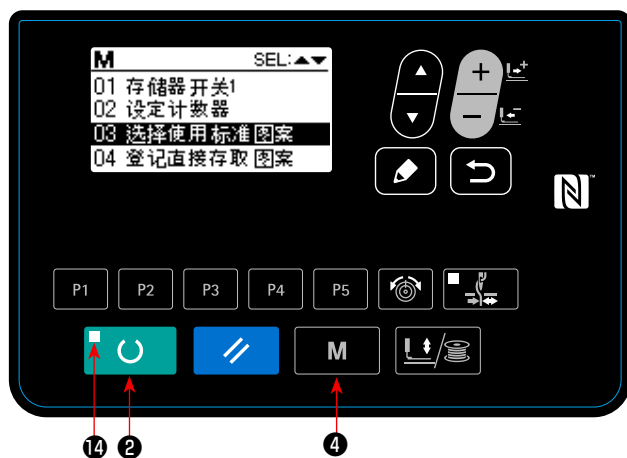 M SEL:▲▼
01 存储器开关1
02 设定计数器
03 选择使用标准图案
04 登记直接存取图案
+
−
N™
P1 P2 P3 P4 P5
M
⓮ ❷ ❹